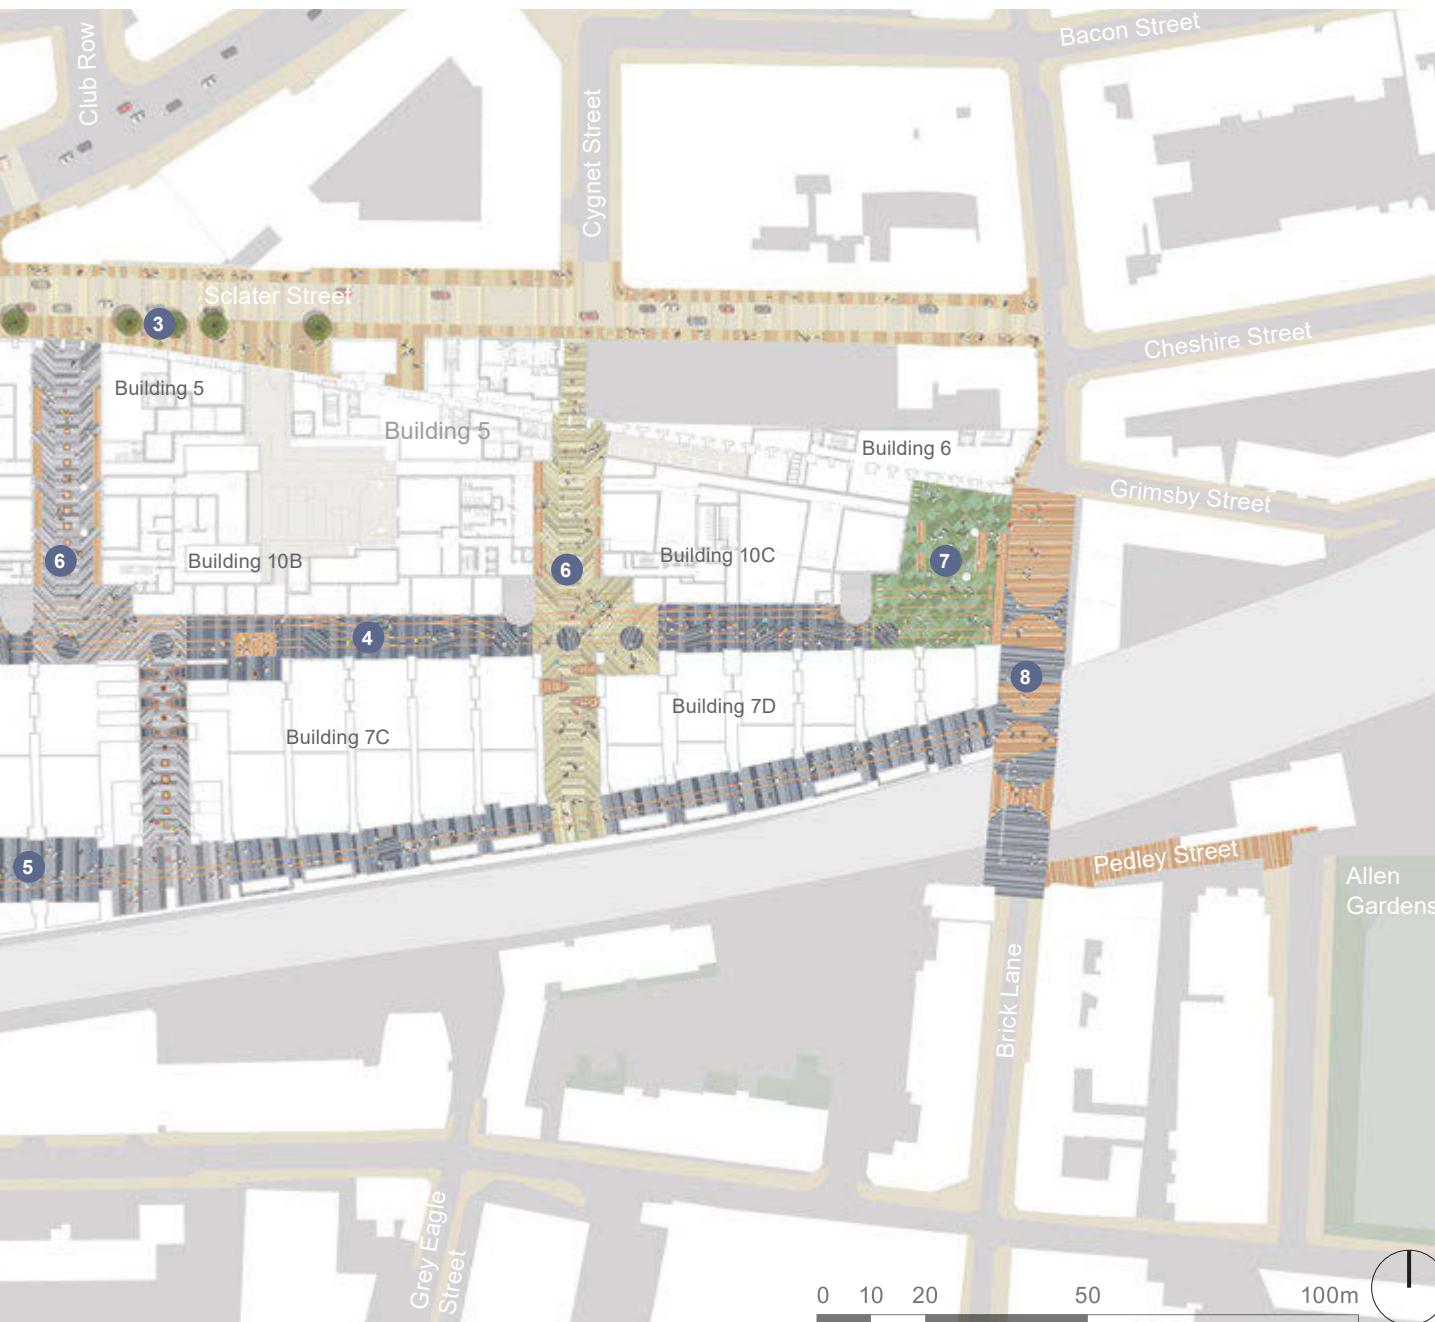 Bacon Street
Club Row
Cygnet Street
Sclater Street
3
Cheshire Street
Building 5
Building 5
Building 6
Grimsby Street
6
Building 10B
6
Building 10C
7
4
8
Building 7D
Building 7C
5
Pedley Street
Allen
Gardens
Brick Lane
Grey Eagle
Street
0 10 20 50 100m